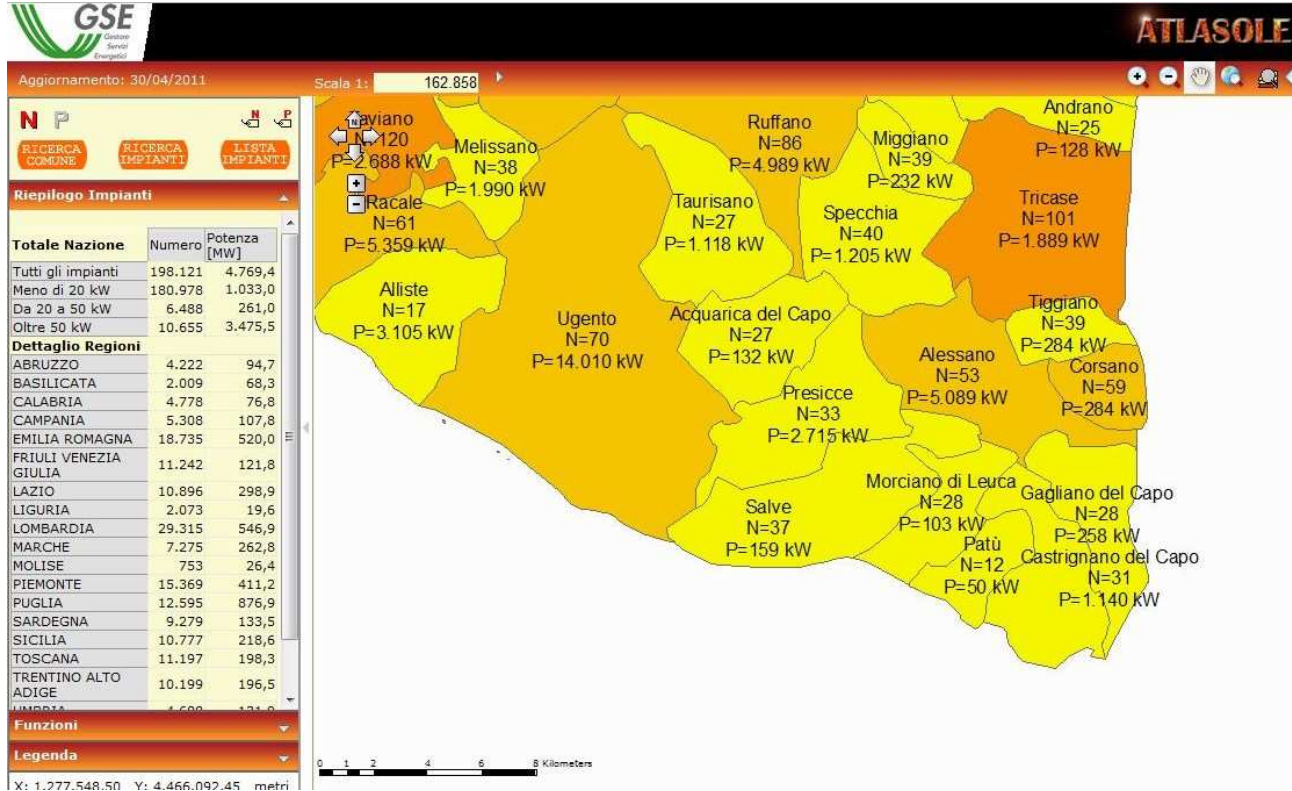 GSE
Gestore
Servizi
Energetici
ATLASOLE
Aggiornamento: 30/04/2011
Scala 1: 162.858
N P N P
RICERCA COMUNE RICERCA IMPIANTI LISTA IMPIANTI
Riepilogo Impianti
Totale Nazione Numero Potenza [MW]
Tutti gli impianti 198.121 4.769,4
Meno di 20 kW 180.978 1.033,0
Da 20 a 50 kW 6.488 261,0
Oltre 50 kW 10.655 3.475,5
Dettaglio Regioni
ABRUZZO 4.222 94,7
BASILICATA 2.009 68,3
CALABRIA 4.778 76,8
CAMPANIA 5.308 107,8
EMILIA ROMAGNA 18.735 520,0
FRIULI VENEZIA GIULIA 11.242 121,8
LAZIO 10.896 298,9
LIGURIA 2.073 19,6
LOMBARDIA 29.315 546,9
MARCHE 7.275 262,8
MOLISE 753 26,4
PIEMONTE 15.369 411,2
PUGLIA 12.595 876,9
SARDEGNA 9.279 133,5
SICILIA 10.777 218,6
TOSCANA 11.197 198,3
TRENTINO ALTO ADIGE 10.199 196,5
Funzioni
Legenda
X: 1.277.548,50 Y: 4.466.092,45 metri
N
P=2.688 kW
Melissano
N=38
P=1.990 kW
Racale
N=61
P=5.359 kW
Alliste
N=17
P=3.105 kW
Ugento
N=70
P=14.010 kW
Ruffano
N=86
P=4.989 kW
Taurisano
N=27
P=1.118 kW
Miggiano
N=39
P=232 kW
Andrano
N=25
P=128 kW
Specchia
N=40
P=1.205 kW
Tricase
N=101
P=1.889 kW
Acquarica del Capo
N=27
P=132 kW
Tiggiano
N=39
P=284 kW
Alessano
N=53
P=5.089 kW
Corsano
N=59
P=284 kW
Presicce
N=33
P=2.715 kW
Salve
N=37
P=159 kW
Morciano di Leuca
N=28
P=103 kW
Gagliano del Capo
N=28
P=258 kW
Patù
N=12
P=50 kW
Castrignano del Capo
N=31
P=1.140 kW
0 1 2 4 6 8 Kilometers